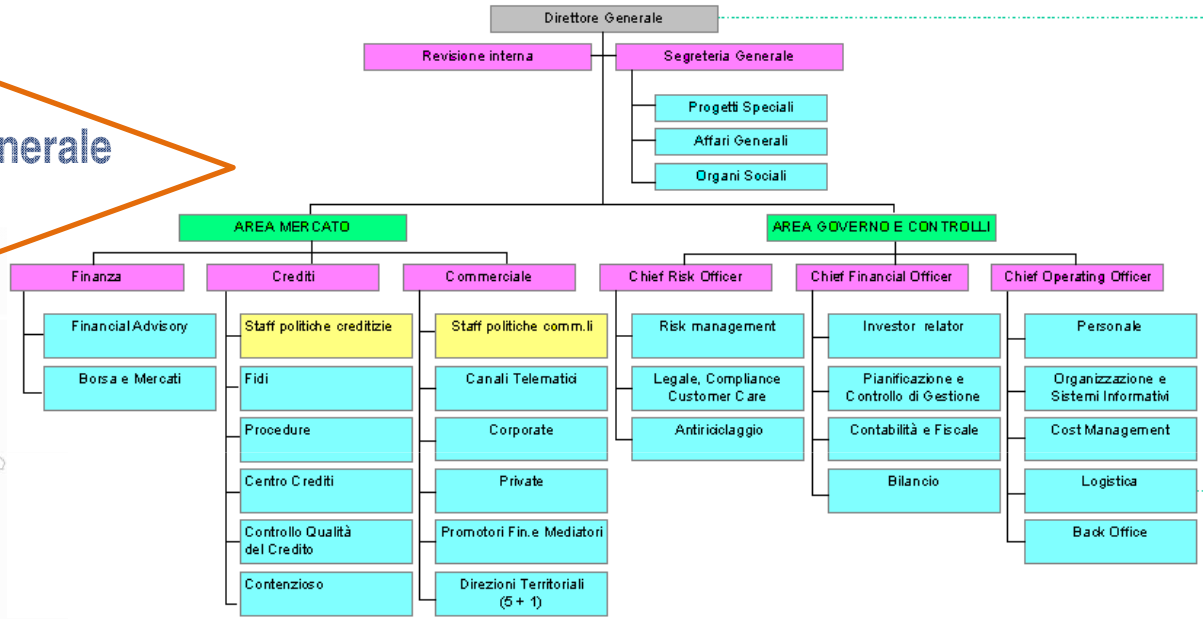 Direttore Generale
Revisione interna
Segreteria Generale
Progetti Speciali
Affari Generali
Organi Sociali
nerale
AREA MERCATO
AREA GOVERNO E CONTROLLI
Finanza
Crediti
Commerciale
Chief Risk Officer
Chief Financial Officer
Chief Operating Officer
Financial Advisory
Borsa e Mercati
Staff politiche creditizie
Fidi
Procedure
Centro Crediti
Controllo Qualità
del Credito
Contenzioso
Staff politiche comm.li
Canali Telematici
Corporate
Private
Promotori Fin.e Mediatori
Direzioni Territoriali
(5 + 1)
Risk management
Legale, Compliance
Customer Care
Antiriciclaggio
Investor relator
Pianificazione e
Controllo di Gestione
Contabilità e Fiscale
Bilancio
Personale
Organizzazione e
Sistemi Informativi
Cost Management
Logistica
Back Office